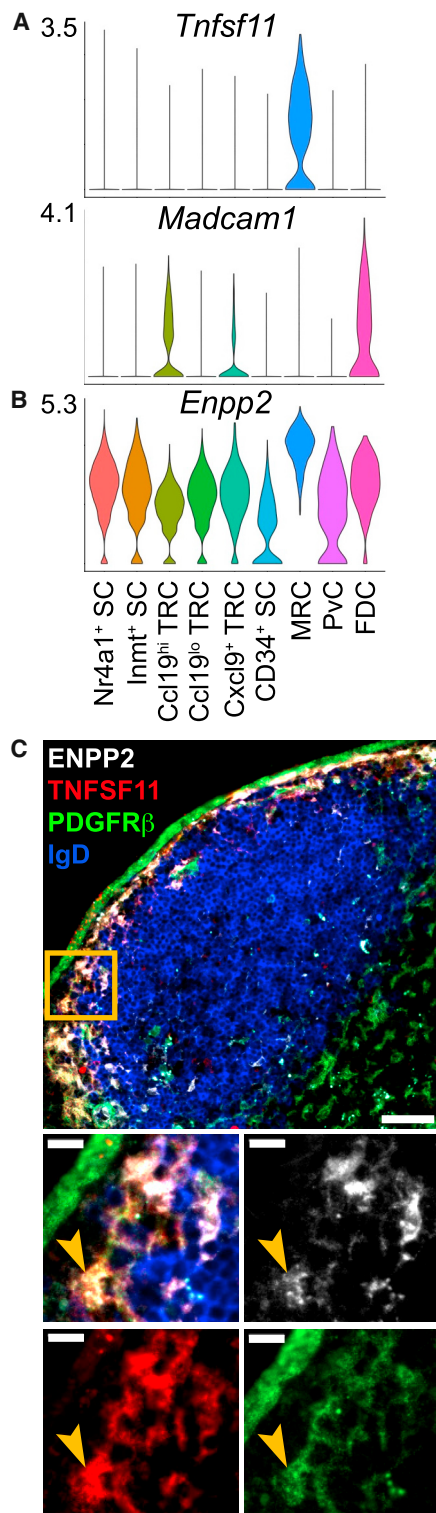 A
3.5
Tnfsf11
4.1
Madcam1
B
5.3
Enpp2
Nr4a1⁺ SC
Inmt⁺ SC
Ccl19ʰⁱ TRC
Ccl19ˡᵒ TRC
Cxcl9⁺ TRC
CD34⁺ SC
MRC
PvC
FDC
C
ENPP2
TNFSF11
PDGFRβ
IgD